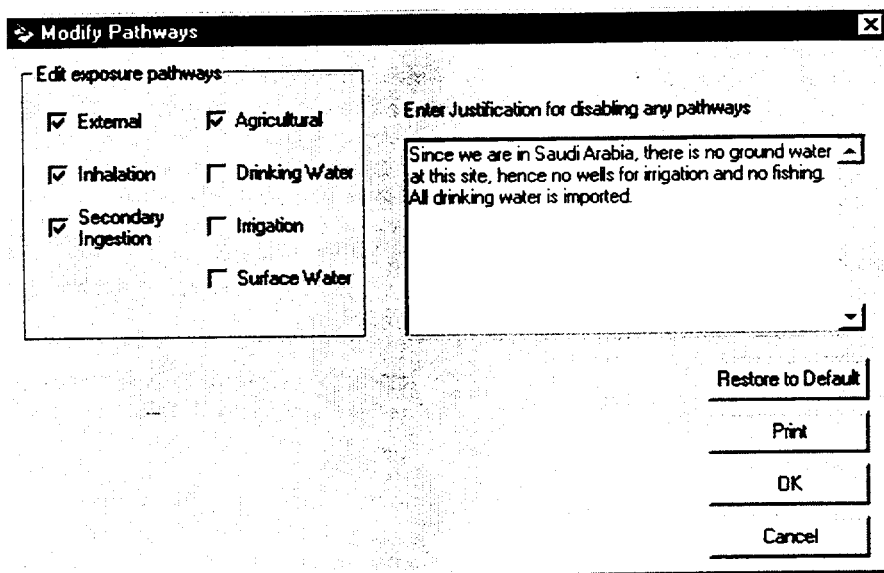 Modify Pathways
Edit exposure pathways
External
Agricultural
Inhalation
Drinking Water
Secondary
Ingestion
Irrigation
Surface Water
Enter Justification for disabling any pathways
Since we are in Saudi Arabia, there is no ground water
at this site, hence no wells for irrigation and no fishing.
All drinking water is imported.
Restore to Default
Print
OK
Cancel